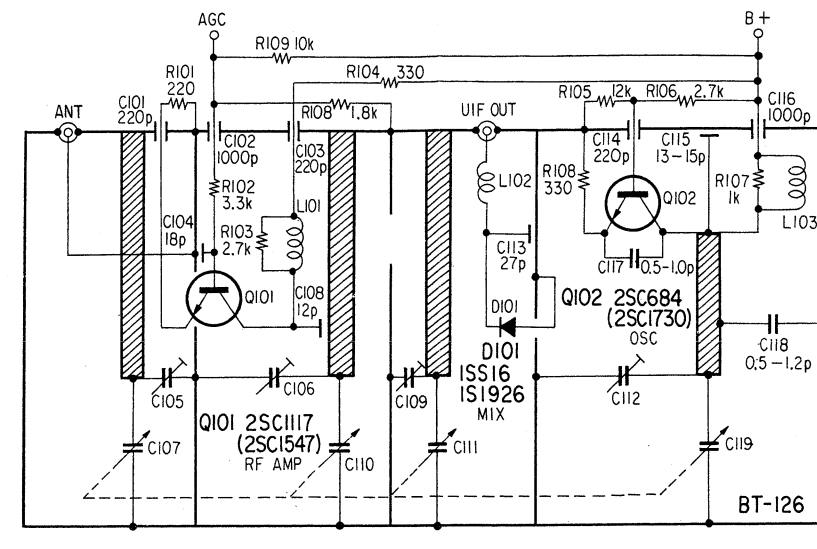 AGC
B+
R109 10k
R101
220
R104 330
R105 12k R106 2.7k
ANT
C101
220p
C102
1000p
R108 1.8k
C103
220p
UIF OUT
C114
220p
C115
13-15p
C116
1000p
R102
3.3k
L101
L102
R108
330
Q102
R107
1k
L103
C104
18p
R103
2.7k
C113
27p
C117 0.5-1.0p
Q101
C108
12p
D101
Q102 2SC684
(2SC1730)
OSC
C118
0.5-1.2p
D101
1SS16
1S1926
MIX
C105
C106
C109
C112
Q101 2SC1117
(2SC1547)
RF AMP
C107
C110
C111
C119
BT-126